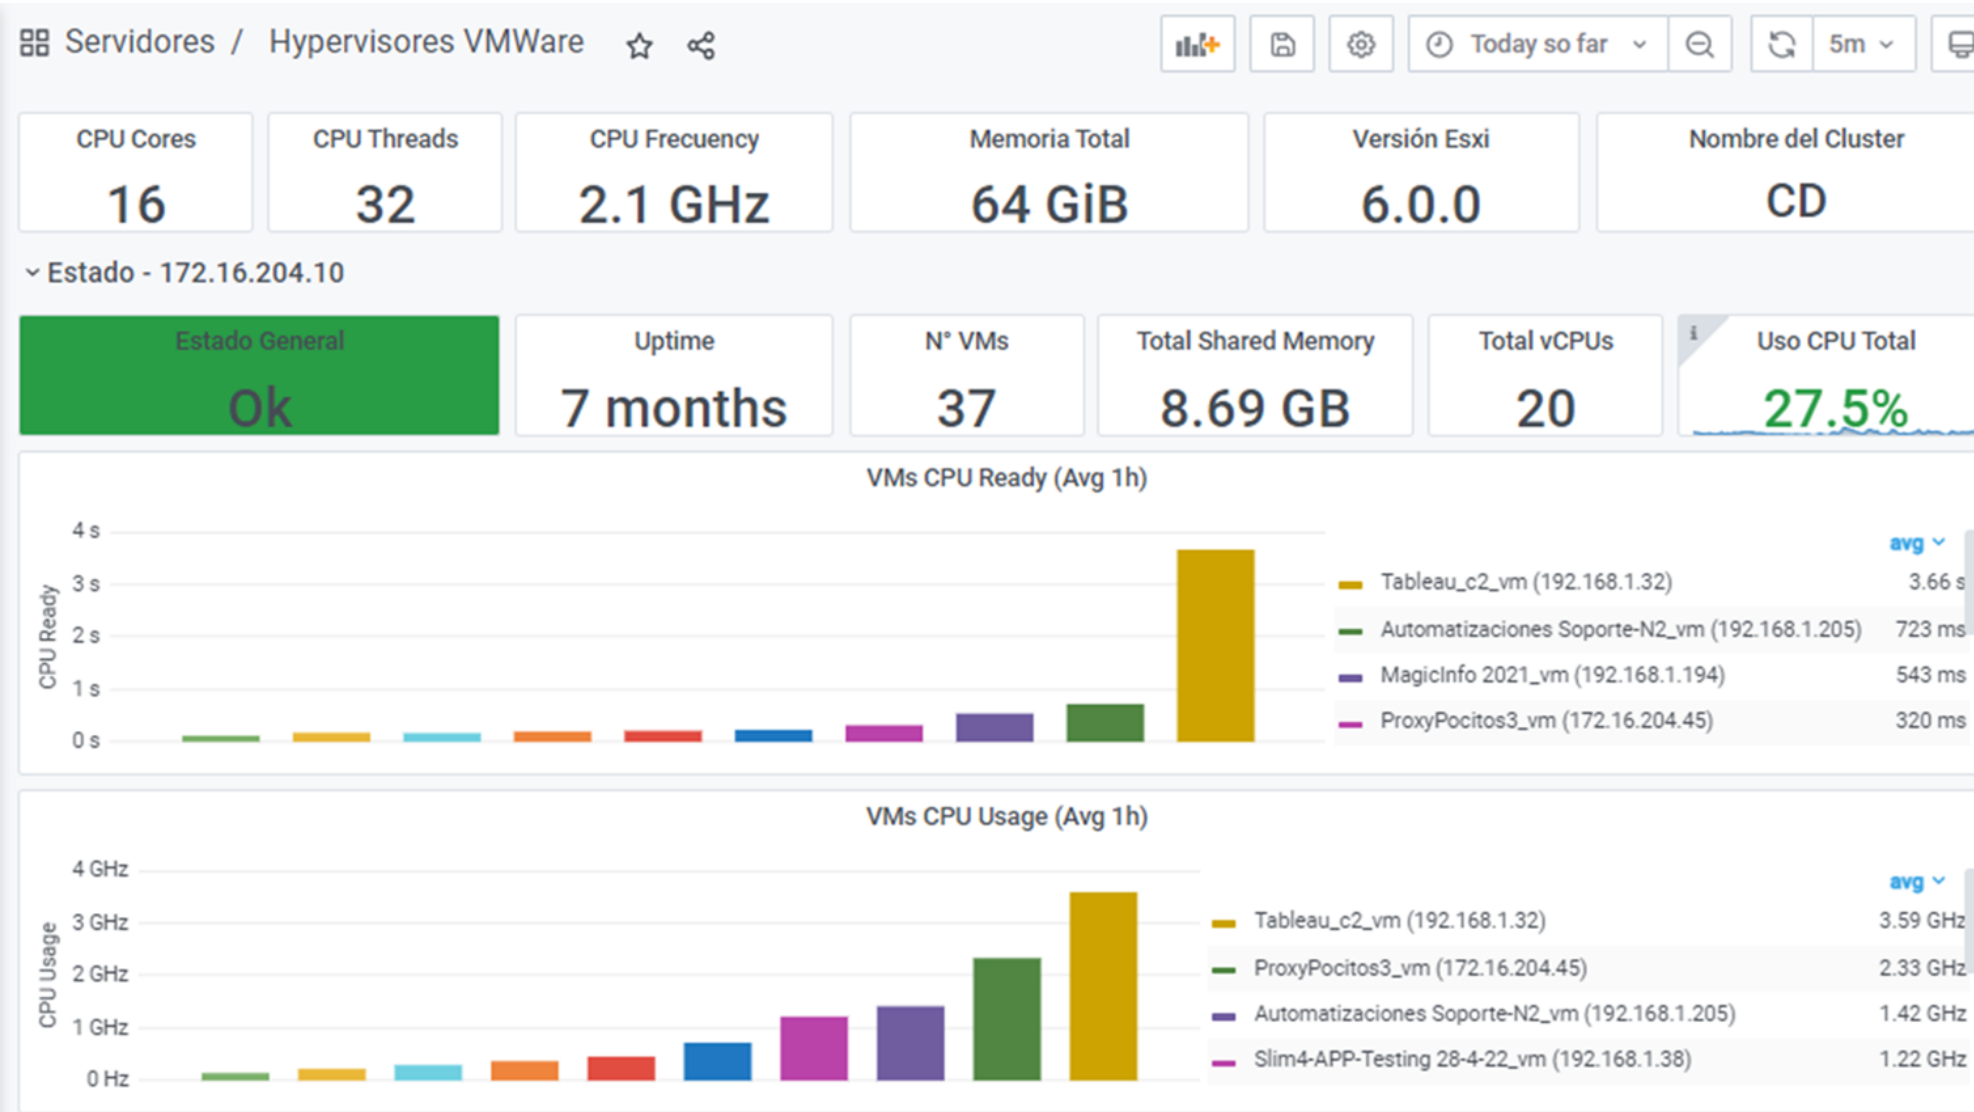 Servidores / Hypervisores VMWare
Today so far
5m
CPU Cores
16
CPU Threads
32
CPU Frecuency
2.1 GHz
Memoria Total
64 GiB
Versión Esxi
6.0.0
Nombre del Cluster
CD
Estado - 172.16.204.10
Estado General
Ok
Uptime
7 months
N° VMs
37
Total Shared Memory
8.69 GB
Total vCPUs
20
i
Uso CPU Total
27.5%
VMs CPU Ready (Avg 1h)
CPU Ready
4 s
3 s
2 s
1 s
0 s
avg
Tableau_c2_vm (192.168.1.32) 3.66 s
Automatizaciones Soporte-N2_vm (192.168.1.205) 723 ms
MagicInfo 2021_vm (192.168.1.194) 543 ms
ProxyPocitos3_vm (172.16.204.45) 320 ms
VMs CPU Usage (Avg 1h)
CPU Usage
4 GHz
3 GHz
2 GHz
1 GHz
0 Hz
avg
Tableau_c2_vm (192.168.1.32) 3.59 GHz
ProxyPocitos3_vm (172.16.204.45) 2.33 GHz
Automatizaciones Soporte-N2_vm (192.168.1.205) 1.42 GHz
Slim4-APP-Testing 28-4-22_vm (192.168.1.38) 1.22 GHz